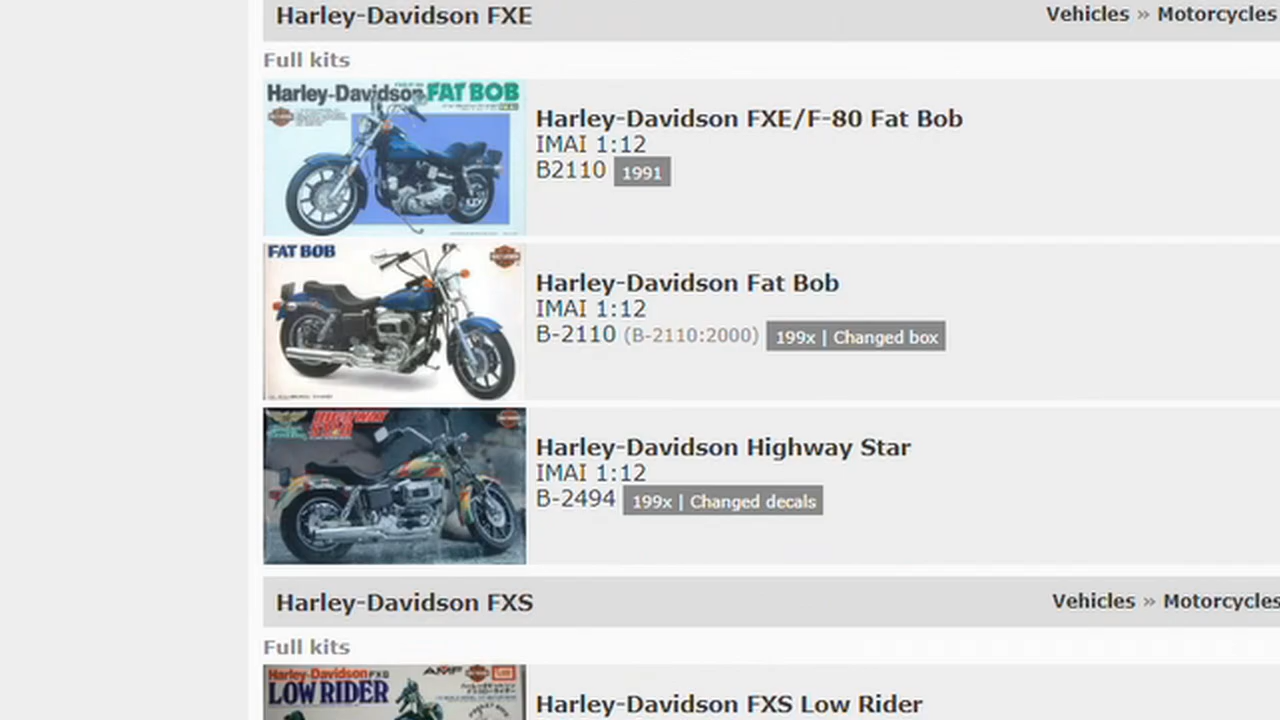 Harley-Davidson FXE
Vehicles » Motorcycles
Full kits
Harley-Davidson FAT BOB
Harley-Davidson FXE/F-80 Fat Bob
IMAI 1:12
B2110 1991
FAT BOB
Harley-Davidson Fat Bob
IMAI 1:12
B-2110 (B-2110:2000) 199x | Changed box
HIGHWAY
STAR
Harley-Davidson Highway Star
IMAI 1:12
B-2494 199x | Changed decals
Harley-Davidson FXS
Vehicles » Motorcycles
Full kits
Harley-Davidson FXS
LOW RIDER
Harley-Davidson FXS Low Rider